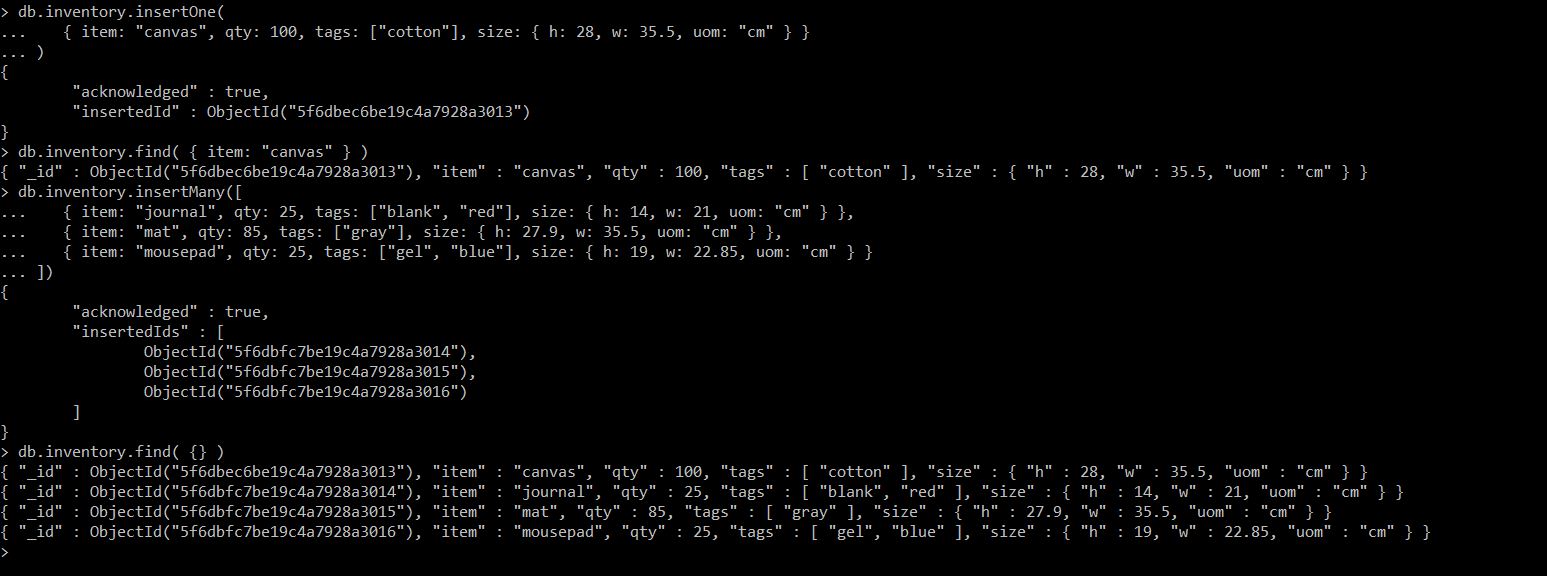 > db.inventory.insertOne(
...    { item: "canvas", qty: 100, tags: ["cotton"], size: { h: 28, w: 35.5, uom: "cm" } }
... )
{
        "acknowledged" : true,
        "insertedId" : ObjectId("5f6dbec6be19c4a7928a3013")
}
> db.inventory.find( { item: "canvas" } )
{ "_id" : ObjectId("5f6dbec6be19c4a7928a3013"), "item" : "canvas", "qty" : 100, "tags" : [ "cotton" ], "size" : { "h" : 28, "w" : 35.5, "uom" : "cm" } }
> db.inventory.insertMany([
...    { item: "journal", qty: 25, tags: ["blank", "red"], size: { h: 14, w: 21, uom: "cm" } },
...    { item: "mat", qty: 85, tags: ["gray"], size: { h: 27.9, w: 35.5, uom: "cm" } },
...    { item: "mousepad", qty: 25, tags: ["gel", "blue"], size: { h: 19, w: 22.85, uom: "cm" } }
... ])
{
        "acknowledged" : true,
        "insertedIds" : [
                ObjectId("5f6dbfc7be19c4a7928a3014"),
                ObjectId("5f6dbfc7be19c4a7928a3015"),
                ObjectId("5f6dbfc7be19c4a7928a3016")
        ]
}
> db.inventory.find( {} )
{ "_id" : ObjectId("5f6dbec6be19c4a7928a3013"), "item" : "canvas", "qty" : 100, "tags" : [ "cotton" ], "size" : { "h" : 28, "w" : 35.5, "uom" : "cm" } }
{ "_id" : ObjectId("5f6dbfc7be19c4a7928a3014"), "item" : "journal", "qty" : 25, "tags" : [ "blank", "red" ], "size" : { "h" : 14, "w" : 21, "uom" : "cm" } }
{ "_id" : ObjectId("5f6dbfc7be19c4a7928a3015"), "item" : "mat", "qty" : 85, "tags" : [ "gray" ], "size" : { "h" : 27.9, "w" : 35.5, "uom" : "cm" } }
{ "_id" : ObjectId("5f6dbfc7be19c4a7928a3016"), "item" : "mousepad", "qty" : 25, "tags" : [ "gel", "blue" ], "size" : { "h" : 19, "w" : 22.85, "uom" : "cm" } }
>